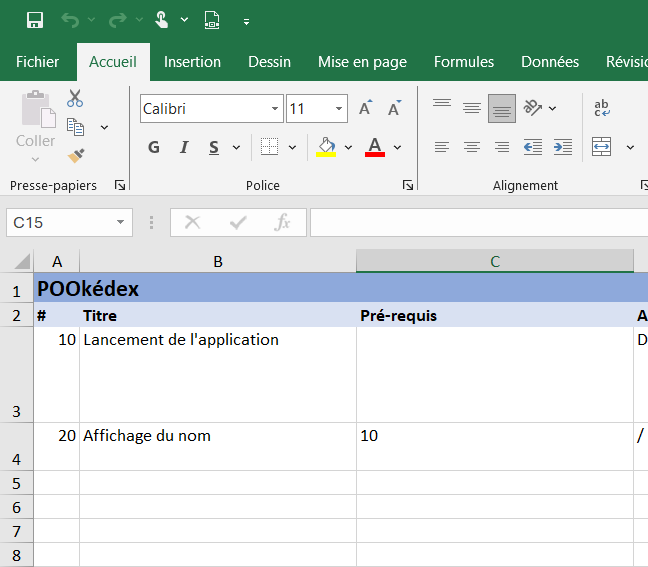 Fichier Accueil Insertion Dessin Mise en page Formules Données Révisio
Coller
Calibri 11 A A
ab
c
G I S A
Presse-papiers Police Alignement
C15 fx
A B C
1 POOkédex
2 # Titre Pré-requis A
10 Lancement de l'application D
3
20 Affichage du nom 10 /
4
5
6
7
8